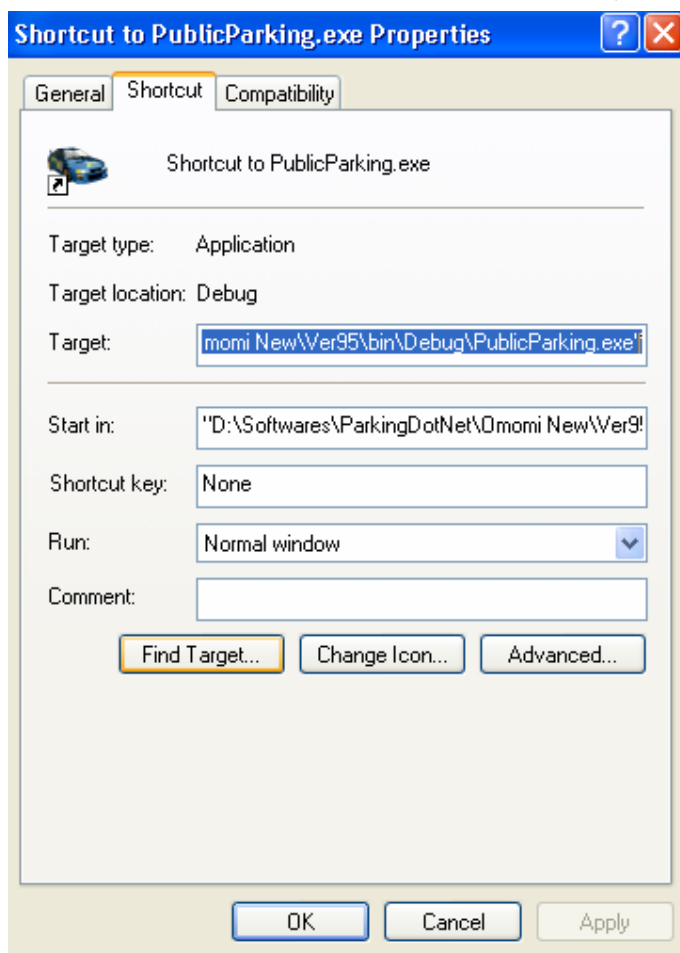 Shortcut to PublicParking.exe Properties
General Shortcut Compatibility
Shortcut to PublicParking.exe
Target type: Application
Target location: Debug
Target: momi New\Ver95\bin\Debug\PublicParking.exe"
Start in: "D:\Softwares\ParkingDotNet\Omomi New\Ver9
Shortcut key: None
Run: Normal window
Comment:
Find Target... Change Icon... Advanced...
OK Cancel Apply